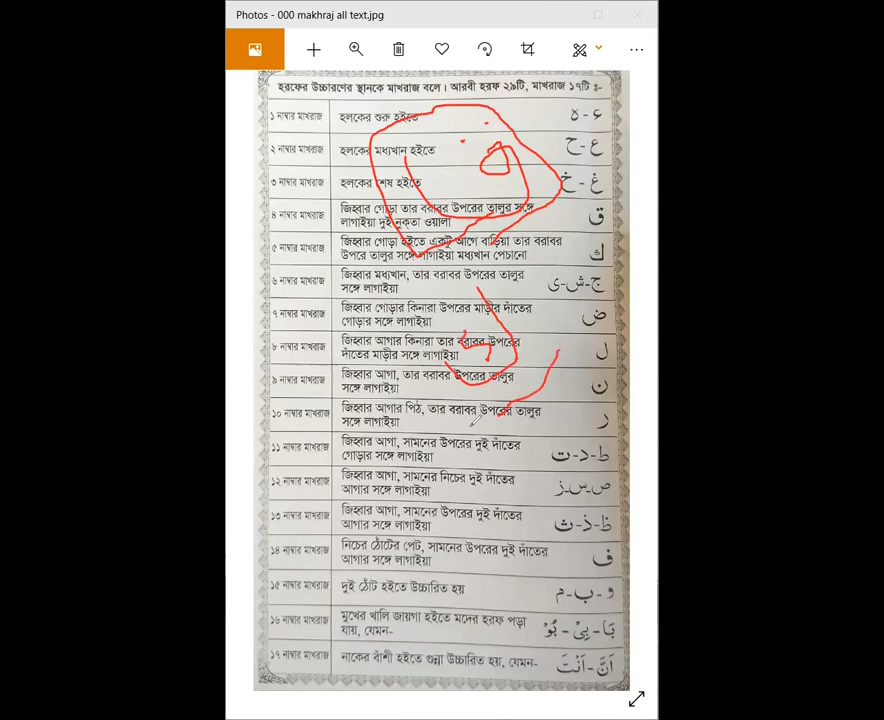 Photos - 000 makhraj all text.jpg
হরফের উচ্চারণের স্থানকে মাখরাজ বলে। আরবী হরফ ২৯টি, মাখরাজ ১৭টি ঃ-
১ নাম্বার মাখরাজ হলকের শুরু হইতে ء - ه
২ নাম্বার মাখরাজ হলকের মধ্যখান হইতে ع - ح
৩ নাম্বার মাখরাজ হলকের শেষ হইতে غ - خ
৪ নাম্বার মাখরাজ জিহ্বার গোড়া তার বরাবর উপরের তালুর সঙ্গে
লাগাইয়া দুই নুক্তা ওয়ালা ق
৫ নাম্বার মাখরাজ জিহ্বার গোড়া হইতে একটু আগে বাড়িয়া তার বরাবর
উপরে তালুর সঙ্গে লাগাইয়া মধ্যখান পেচানো ك
৬ নাম্বার মাখরাজ জিহ্বার মধ্যখান, তার বরাবর উপরের তালুর
সঙ্গে লাগাইয়া ج-ش-ى
৭ নাম্বার মাখরাজ জিহ্বার গোড়ার কিনারা উপরের মাড়ীর দাঁতের
গোড়ার সঙ্গে লাগাইয়া ض
৮ নাম্বার মাখরাজ জিহ্বার আগার কিনারা তার বরাবর উপরের
দাঁতের মাড়ীর সঙ্গে লাগাইয়া ل
৯ নাম্বার মাখরাজ জিহ্বার আগা, তার বরাবর উপরের তালুর
সঙ্গে লাগাইয়া ن
১০ নাম্বার মাখরাজ জিহ্বার আগার পিঠ, তার বরাবর উপরের তালুর
সঙ্গে লাগাইয়া ر
১১ নাম্বার মাখরাজ জিহ্বার আগা, সামনের উপরের দুই দাঁতের
গোড়ার সঙ্গে লাগাইয়া ط-د-ت
১২ নাম্বার মাখরাজ জিহ্বার আগা, সামনের নিচের দুই দাঁতের
আগার সঙ্গে লাগাইয়া ص-س-ز
১৩ নাম্বার মাখরাজ জিহ্বার আগা, সামনের উপরের দুই দাঁতের
আগার সঙ্গে লাগাইয়া ظ-ذ-ث
১৪ নাম্বার মাখরাজ নিচের ঠোঁটের পেট, সামনের উপরের দুই দাঁতের
আগার সঙ্গে লাগাইয়া ف
১৫ নাম্বার মাখরাজ দুই ঠোঁট হইতে উচ্চারিত হয় و-ب-م
১৬ নাম্বার মাখরাজ মুখের খালি জায়গা হইতে মদের হরফ পড়া
যায়, যেমন- بَا - بِىْ - بُوْ
১৭ নাম্বার মাখরাজ নাকের বাঁশী হইতে গুন্না উচ্চারিত হয়, যেমন- اَنَّ - اَنْتَ